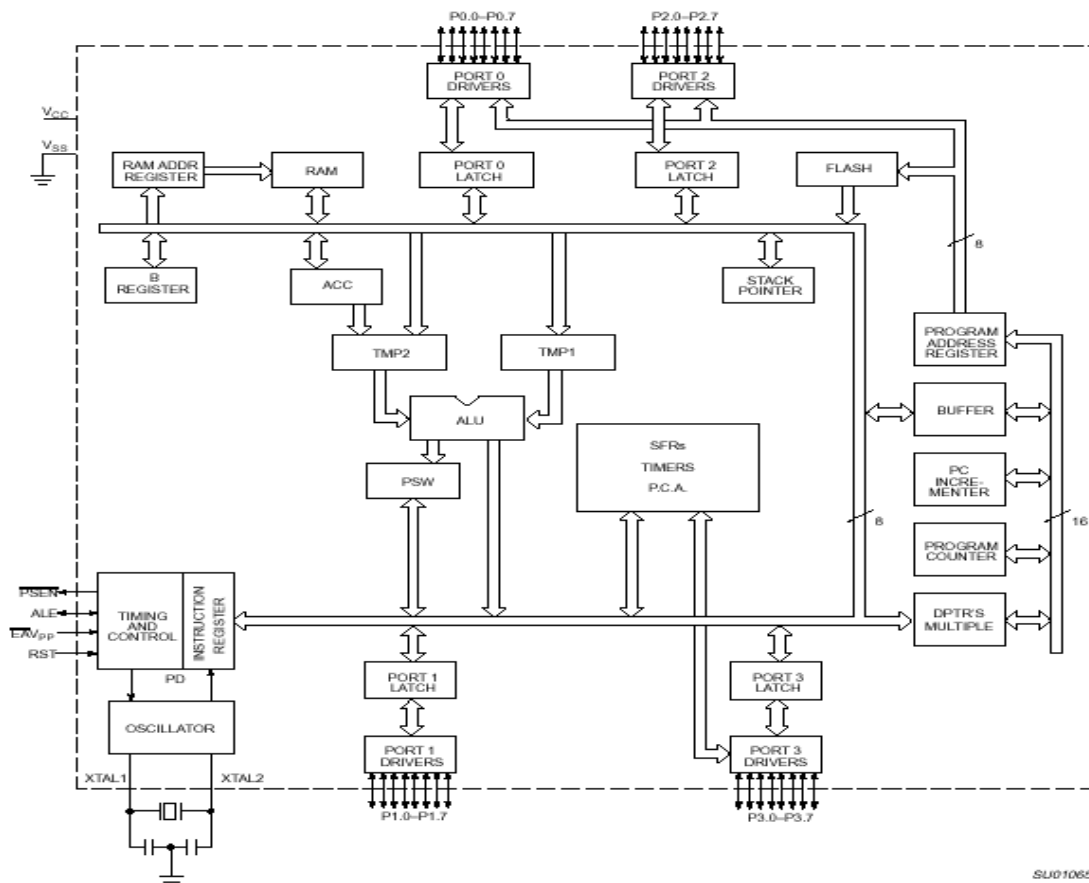 P0.0–P0.7
P2.0–P2.7
PORT 0
DRIVERS
PORT 2
DRIVERS
VCC
VSS
RAM ADDR
REGISTER
RAM
PORT 0
LATCH
PORT 2
LATCH
FLASH
8
B
REGISTER
ACC
STACK
POINTER
TMP2
TMP1
PROGRAM
ADDRESS
REGISTER
ALU
BUFFER
SFRs
TIMERS
P.C.A.
PSW
PC
INCRE-
MENTER
8
16
PROGRAM
COUNTER
PSEN
ALE
EAVPP
RST
TIMING
AND
CONTROL
INSTRUCTION
REGISTER
DPTR'S
MULTIPLE
PD
PORT 1
LATCH
PORT 3
LATCH
OSCILLATOR
PORT 1
DRIVERS
PORT 3
DRIVERS
XTAL1
XTAL2
P1.0–P1.7
P3.0–P3.7